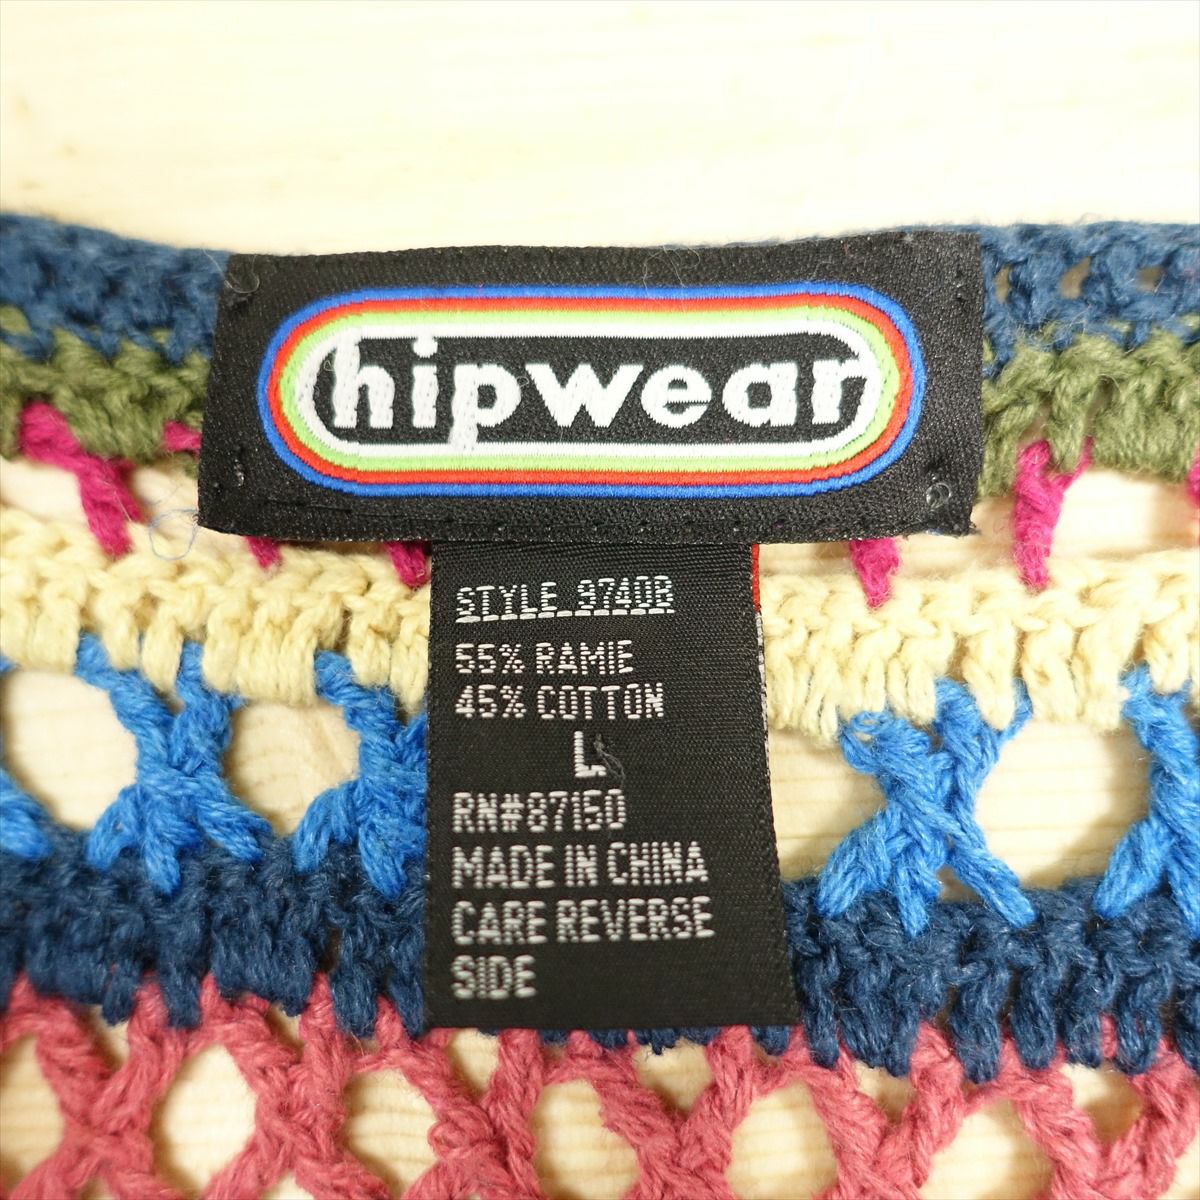 hipwear
STYLE 9740B
55% RAMIE
45% COTTON
L
RN#87150
MADE IN CHINA
CARE REVERSE
SIDE